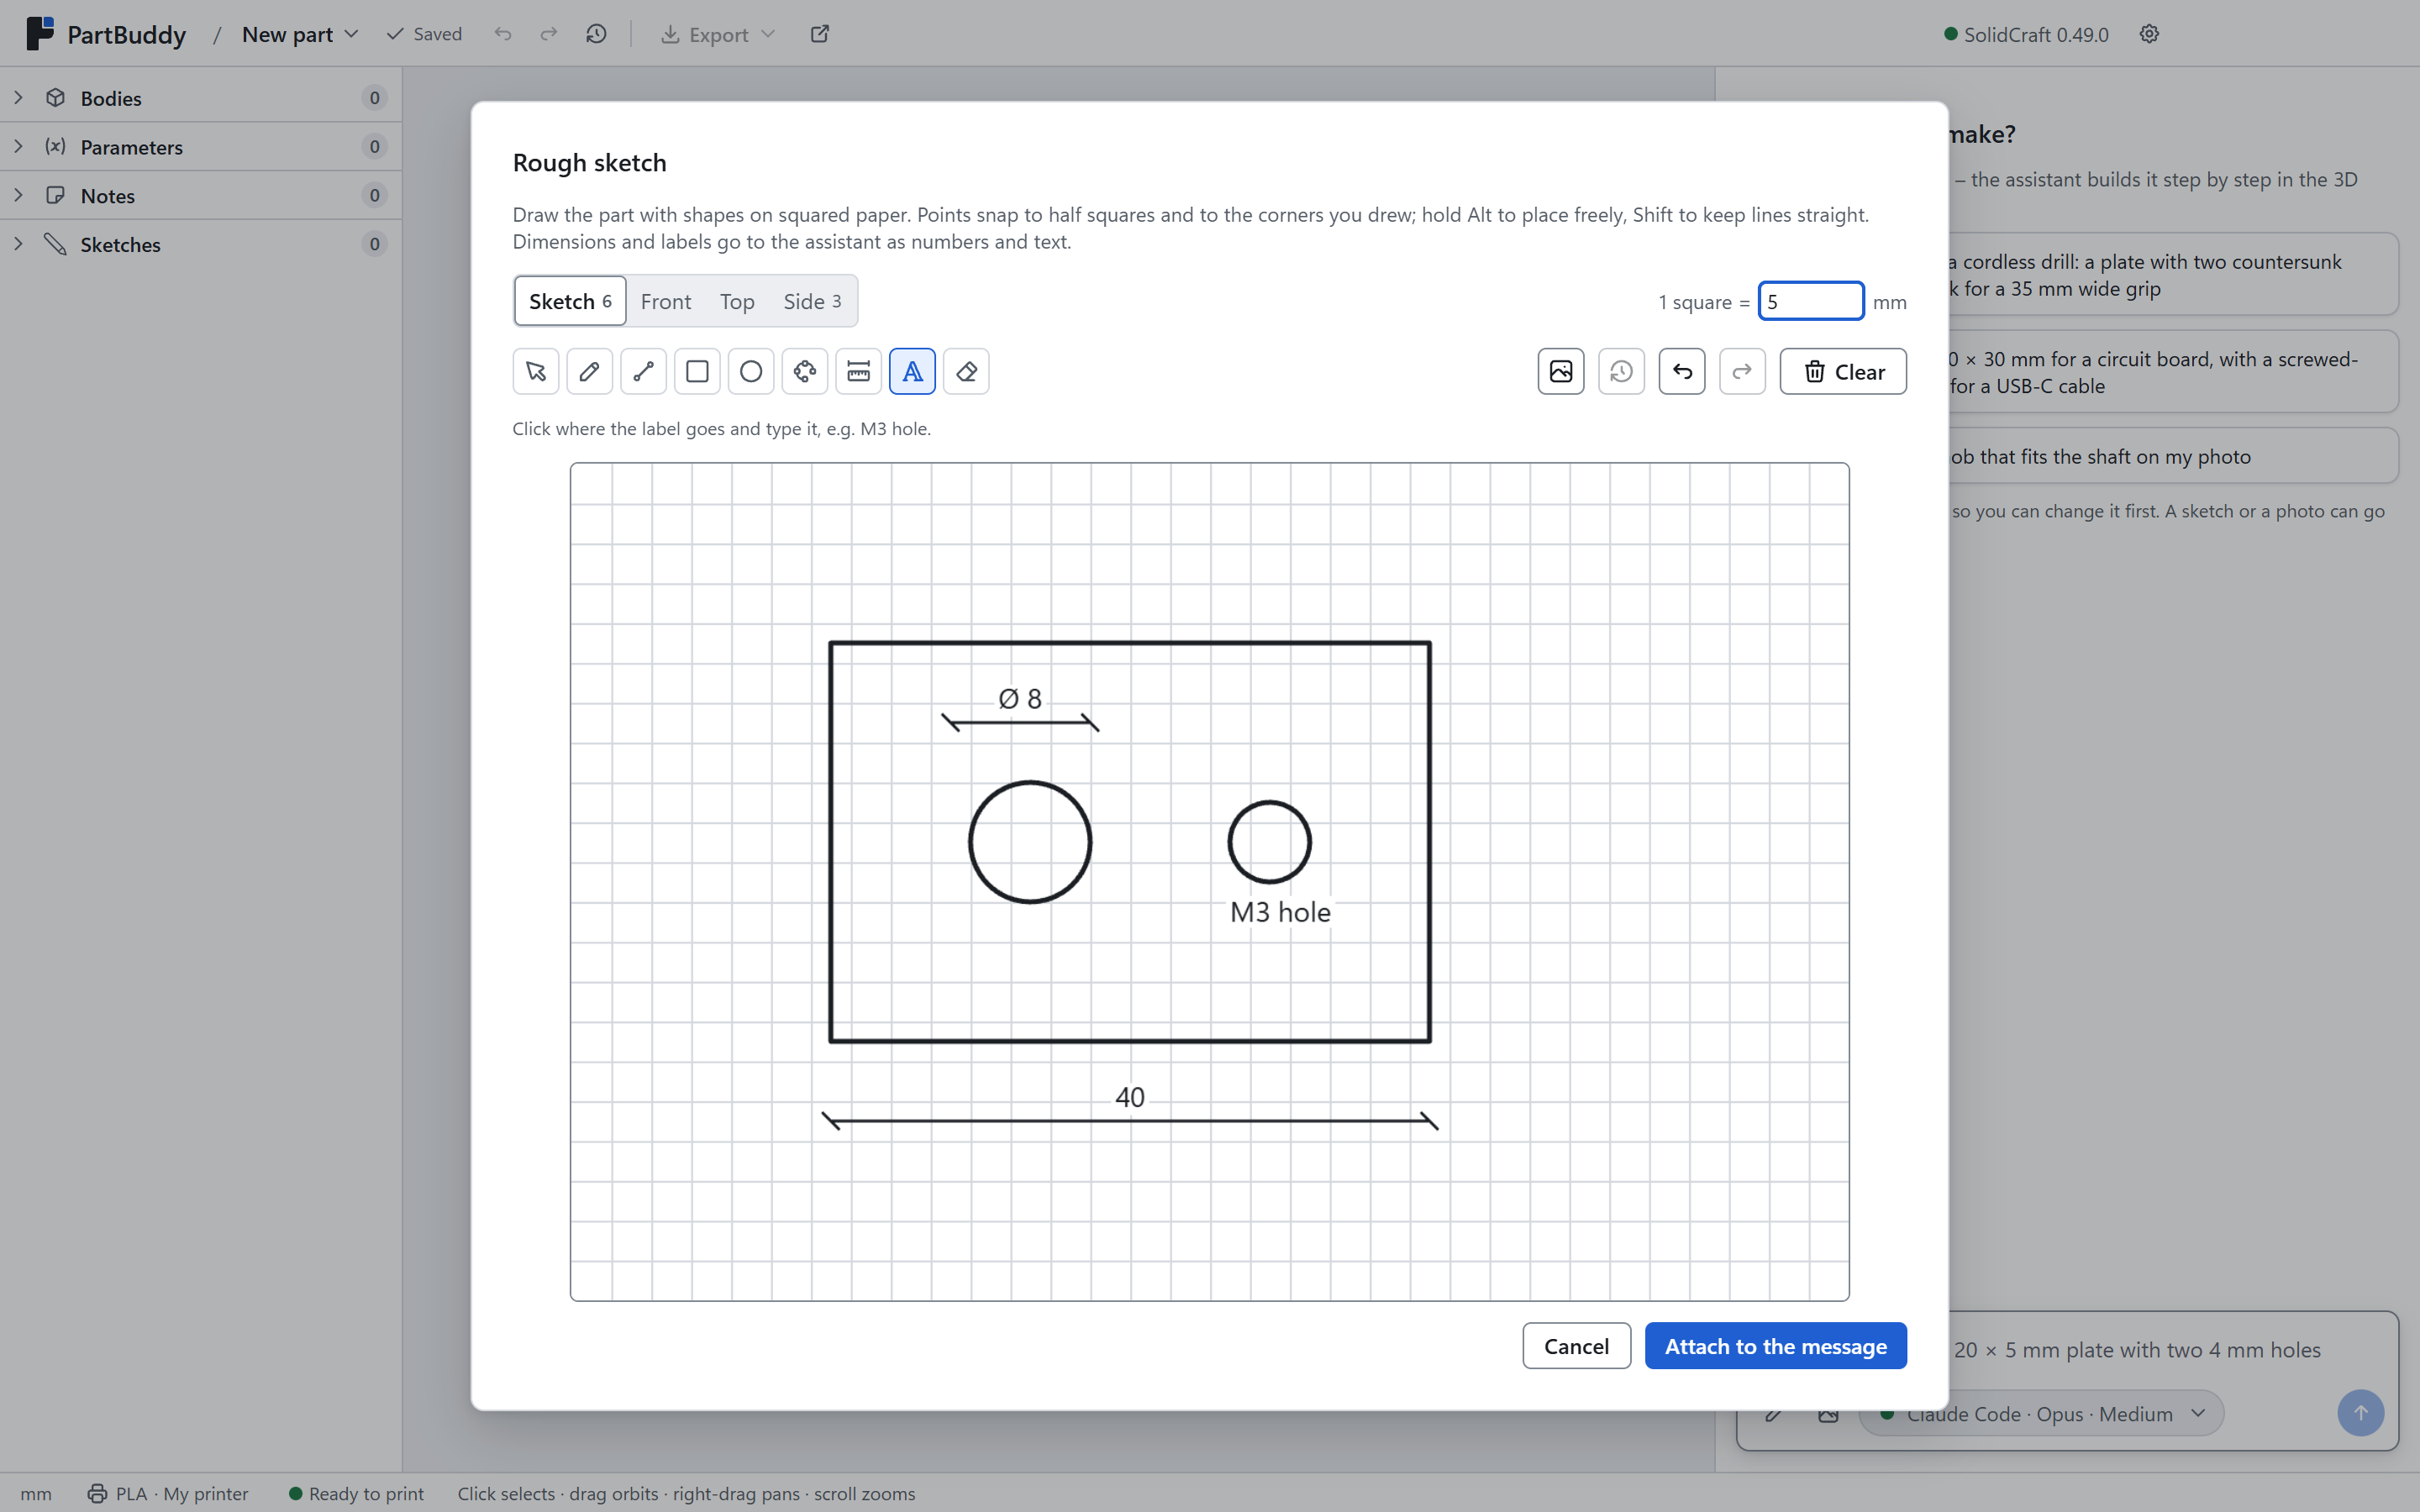 PartBuddy / New part Saved Export SolidCraft 0.49.0
Bodies 0
Parameters 0
Notes 0
Sketches 0
make?
– the assistant builds it step by step in the 3D
a cordless drill: a plate with two countersunk
k for a 35 mm wide grip
0 × 30 mm for a circuit board, with a screwed-
for a USB-C cable
ob that fits the shaft on my photo
so you can change it first. A sketch or a photo can go
Rough sketch
Draw the part with shapes on squared paper. Points snap to half squares and to the corners you drew; hold Alt to place freely, Shift to keep lines straight.
Dimensions and labels go to the assistant as numbers and text.
Sketch 6 Front Top Side 3
1 square = 5 mm
Clear
Click where the label goes and type it, e.g. M3 hole.
Ø 8
M3 hole
40
Cancel Attach to the message
20 × 5 mm plate with two 4 mm holes
Claude Code · Opus · Medium
mm PLA · My printer Ready to print Click selects · drag orbits · right-drag pans · scroll zooms